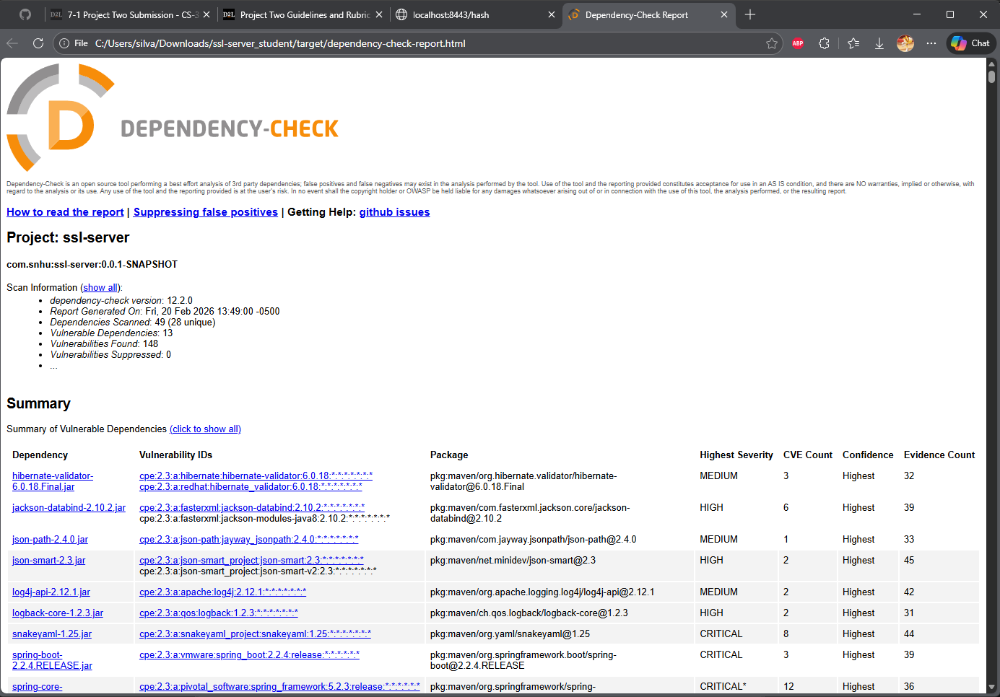 7-1 Project Two Submission - CS-3
Project Two Guidelines and Rubric
localhost:8443/hash
Dependency-Check Report
File C:/Users/silva/Downloads/ssl-server_student/target/dependency-check-report.html
ABP
Chat
D
DEPENDENCY-CHECK
Dependency-Check is an open source tool performing a best effort analysis of 3rd party dependencies; false positives and false negatives may exist in the analysis performed by the tool. Use of the tool and the reporting provided constitutes acceptance for use in an AS IS condition, and there are NO warranties, implied or otherwise, with
regard to the analysis or its use. Any use of the tool and the reporting provided is at the user's risk. In no event shall the copyright holder or OWASP be held liable for any damages whatsoever arising out of or in connection with the use of this tool, the analysis performed, or the resulting report.
How to read the report | Suppressing false positives | Getting Help: github issues
Project: ssl-server
com.snhu:ssl-server:0.0.1-SNAPSHOT
Scan Information (show all):
dependency-check version: 12.2.0
Report Generated On: Fri, 20 Feb 2026 13:49:00 -0500
Dependencies Scanned: 49 (28 unique)
Vulnerable Dependencies: 13
Vulnerabilities Found: 148
Vulnerabilities Suppressed: 0
...
Summary
Summary of Vulnerable Dependencies (click to show all)
Dependency Vulnerability IDs Package Highest Severity CVE Count Confidence Evidence Count
hibernate-validator- cpe:2.3:a:hibernate:hibernate-validator:6.0.18:*:*:*:*:*:*:* pkg:maven/org.hibernate.validator/hibernate- MEDIUM 3 Highest 32
6.0.18.Final.jar cpe:2.3:a:redhat:hibernate_validator:6.0.18:*:*:*:*:*:*:* validator@6.0.18.Final
jackson-databind-2.10.2.jar cpe:2.3:a:fasterxml:jackson-databind:2.10.2:*:*:*:*:*:*:* pkg:maven/com.fasterxml.jackson.core/jackson- HIGH 6 Highest 39
cpe:2.3:a:fasterxml:jackson-modules-java8:2.10.2:*:*:*:*:*:*:* databind@2.10.2
json-path-2.4.0.jar cpe:2.3:a:json-path:jayway_jsonpath:2.4.0:*:*:*:*:*:*:* pkg:maven/com.jayway.jsonpath/json-path@2.4.0 MEDIUM 1 Highest 33
json-smart-2.3.jar cpe:2.3:a:json-smart_project:json-smart:2.3:*:*:*:*:*:*:* pkg:maven/net.minidev/json-smart@2.3 HIGH 2 Highest 45
cpe:2.3:a:json-smart_project:json-smart-v2:2.3:*:*:*:*:*:*:*
log4j-api-2.12.1.jar cpe:2.3:a:apache:log4j:2.12.1:*:*:*:*:*:*:* pkg:maven/org.apache.logging.log4j/log4j-api@2.12.1 MEDIUM 2 Highest 42
logback-core-1.2.3.jar cpe:2.3:a:qos:logback:1.2.3:*:*:*:*:*:*:* pkg:maven/ch.qos.logback/logback-core@1.2.3 HIGH 2 Highest 31
snakeyaml-1.25.jar cpe:2.3:a:snakeyaml_project:snakeyaml:1.25:*:*:*:*:*:*:* pkg:maven/org.yaml/snakeyaml@1.25 CRITICAL 8 Highest 44
spring-boot- cpe:2.3:a:vmware:spring_boot:2.2.4:release:*:*:*:*:*:* pkg:maven/org.springframework.boot/spring- CRITICAL 3 Highest 39
2.2.4.RELEASE.jar boot@2.2.4.RELEASE
spring-core- cpe:2.3:a:pivotal_software:spring_framework:5.2.3:release:*:*:*:*:*:* pkg:maven/org.springframework/spring- CRITICAL* 12 Highest 36